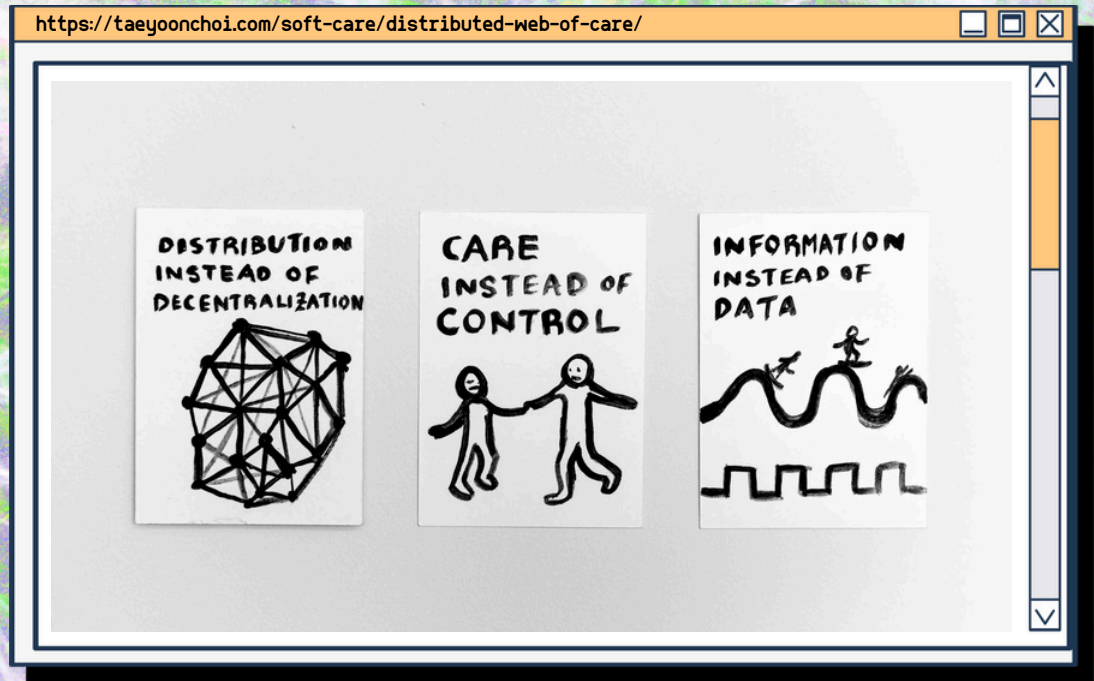 https://taeyoonchoi.com/soft-care/distributed-web-of-care/
DISTRIBUTION
INSTEAD OF
DECENTRALIZATION
CARE
INSTEAD OF
CONTROL
INFORMATION
INSTEAD OF
DATA